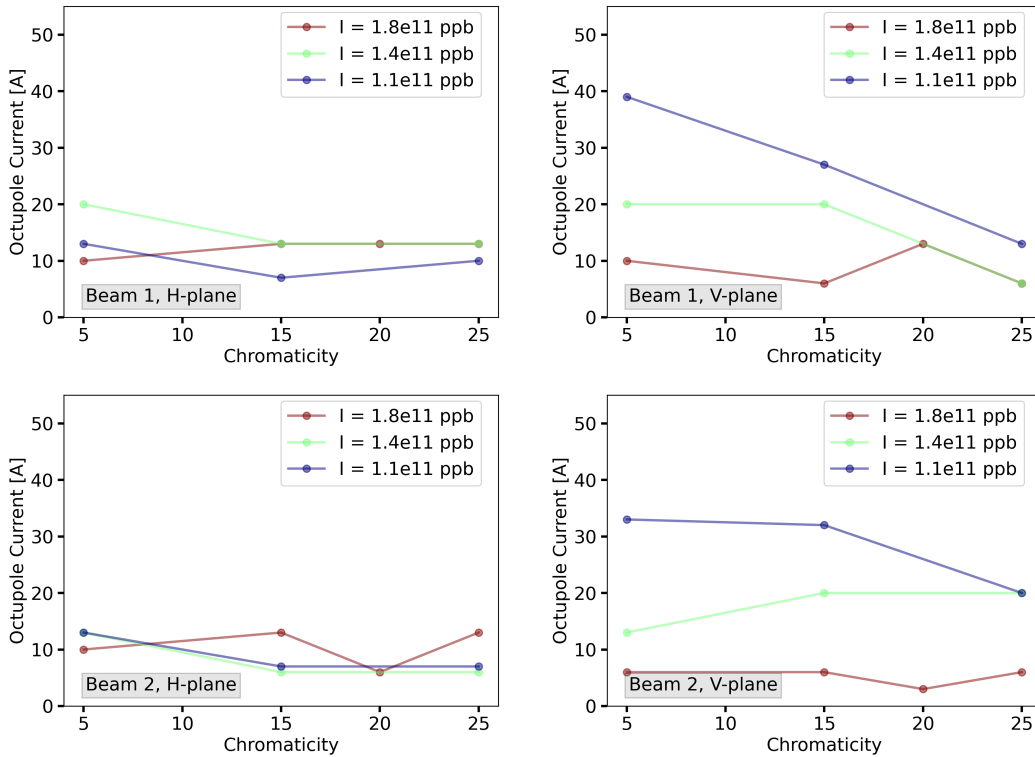 50
40
30
20
10
0
Octupole Current [A]
I = 1.8e11 ppb
I = 1.4e11 ppb
I = 1.1e11 ppb
Beam 1, H-plane
5 10 15 20 25
Chromaticity
50
40
30
20
10
0
Octupole Current [A]
I = 1.8e11 ppb
I = 1.4e11 ppb
I = 1.1e11 ppb
Beam 1, V-plane
5 10 15 20 25
Chromaticity
50
40
30
20
10
0
Octupole Current [A]
I = 1.8e11 ppb
I = 1.4e11 ppb
I = 1.1e11 ppb
Beam 2, H-plane
5 10 15 20 25
Chromaticity
50
40
30
20
10
0
Octupole Current [A]
I = 1.8e11 ppb
I = 1.4e11 ppb
I = 1.1e11 ppb
Beam 2, V-plane
5 10 15 20 25
Chromaticity